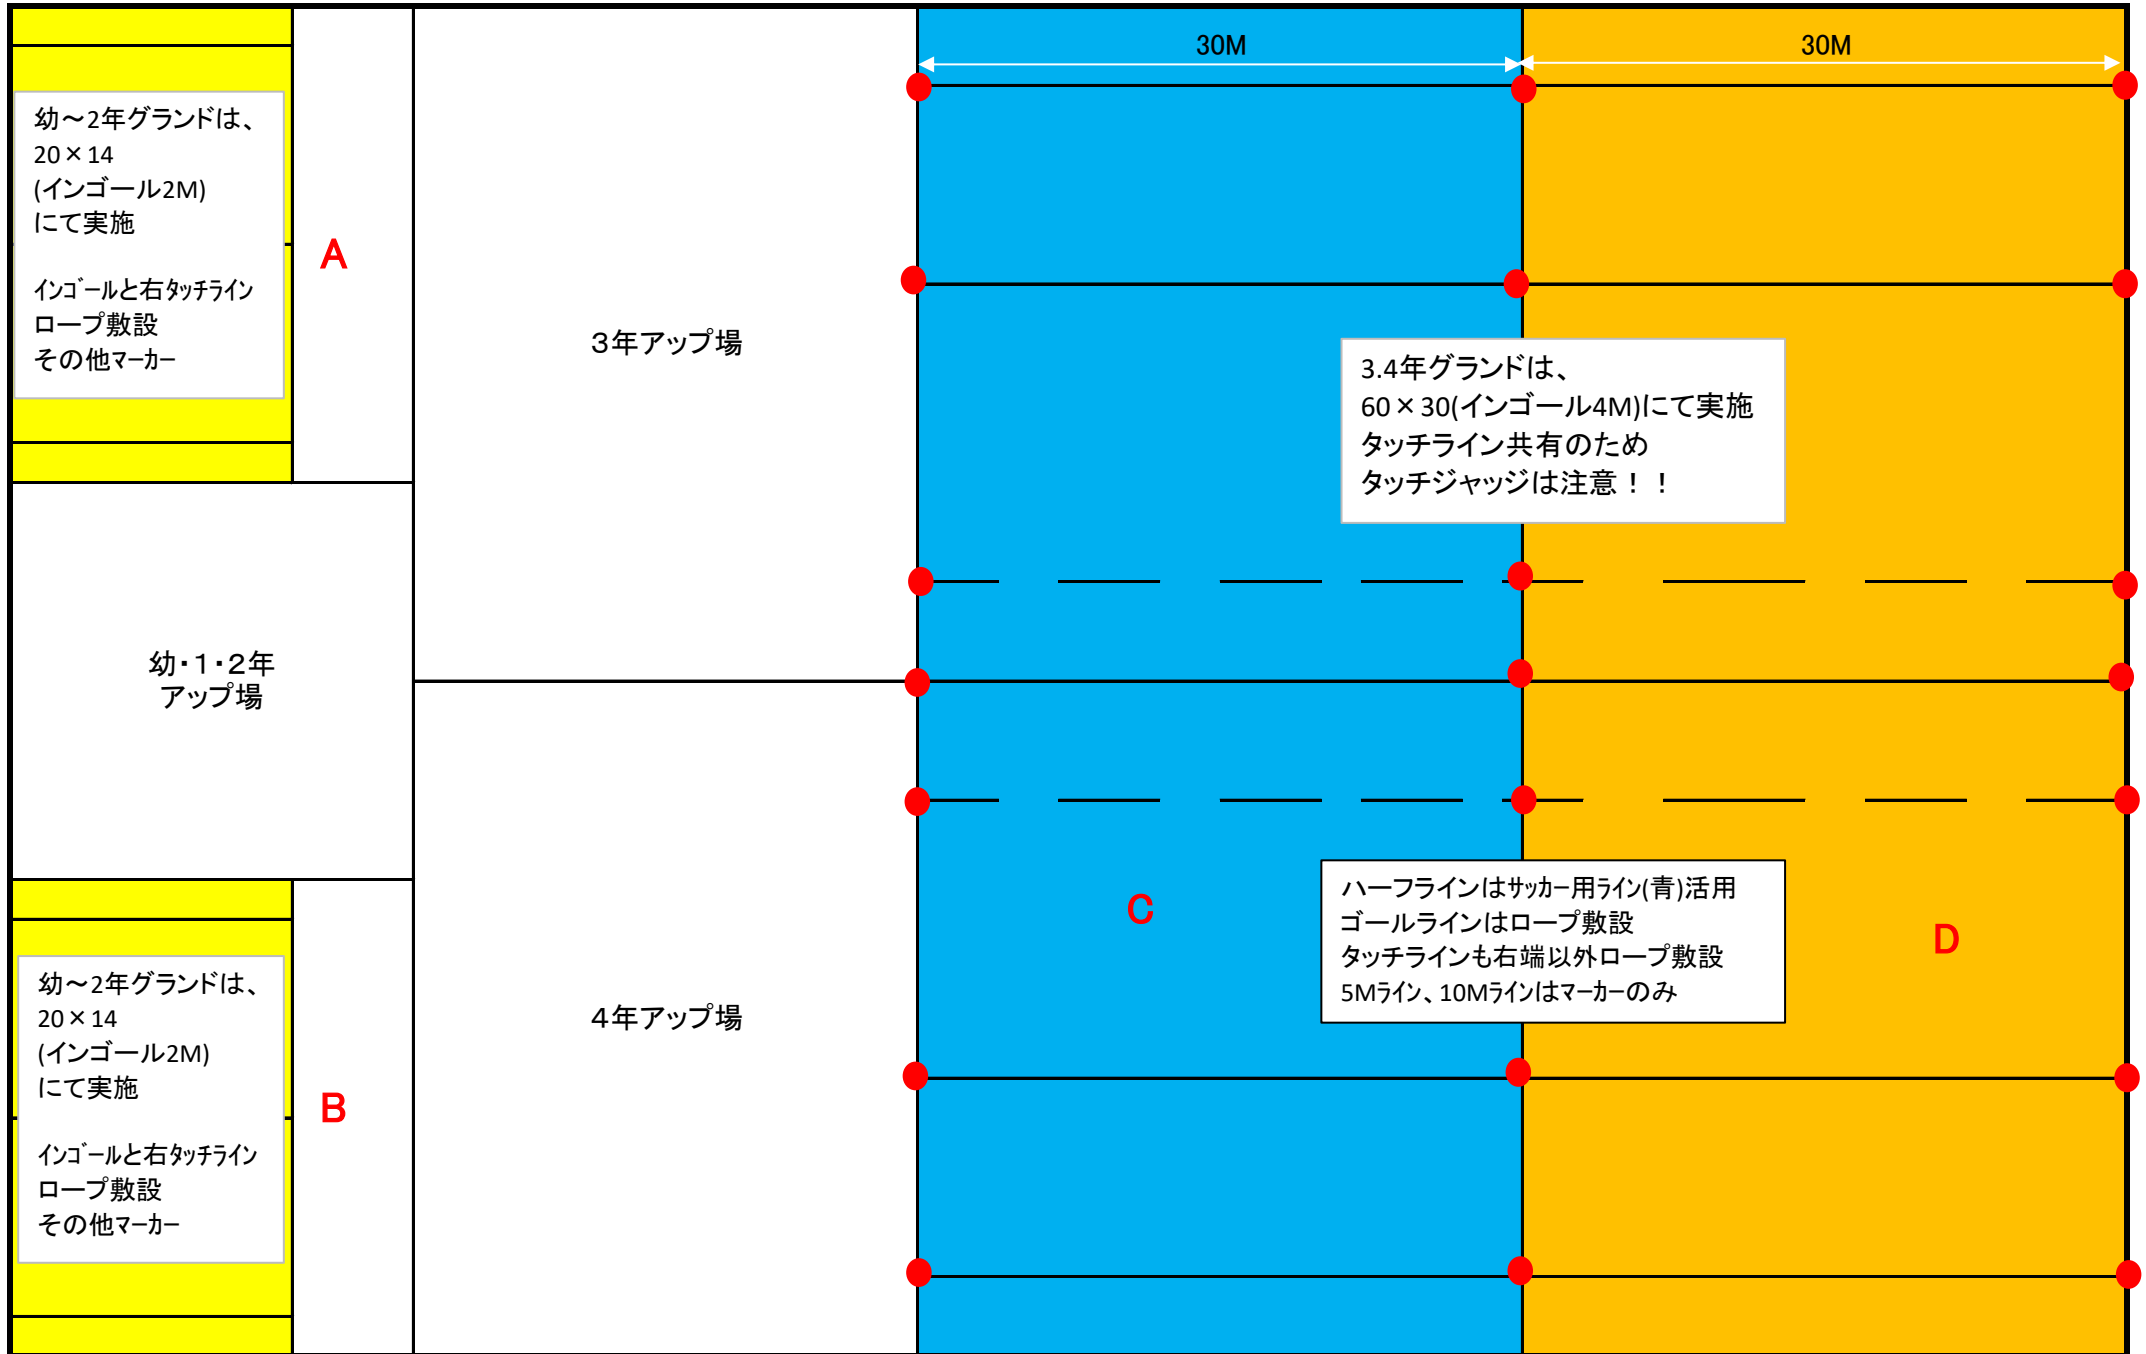 30M
30M
幼～2年グランドは、
20×14
(インゴール2M)
にて実施
ｲﾝｺﾞｰﾙと右ﾀｯﾁﾗｲﾝ
ロープ敷設
その他ﾏｰｶｰ
A
３年アップ場
3.4年グランドは、
60×30(インゴール4M)にて実施
タッチライン共有のため
タッチジャッジは注意！！
幼・１・２年
アップ場
C
ハーフラインはｻｯｶｰ用ﾗｲﾝ(青)活用
ゴールラインはロープ敷設
タッチラインも右端以外ロープ敷設
5Mﾗｲﾝ、10Mﾗｲﾝはﾏｰｶｰのみ
D
幼～2年グランドは、
20×14
(インゴール2M)
にて実施
ｲﾝｺﾞｰﾙと右ﾀｯﾁﾗｲﾝ
ロープ敷設
その他ﾏｰｶｰ
B
４年アップ場